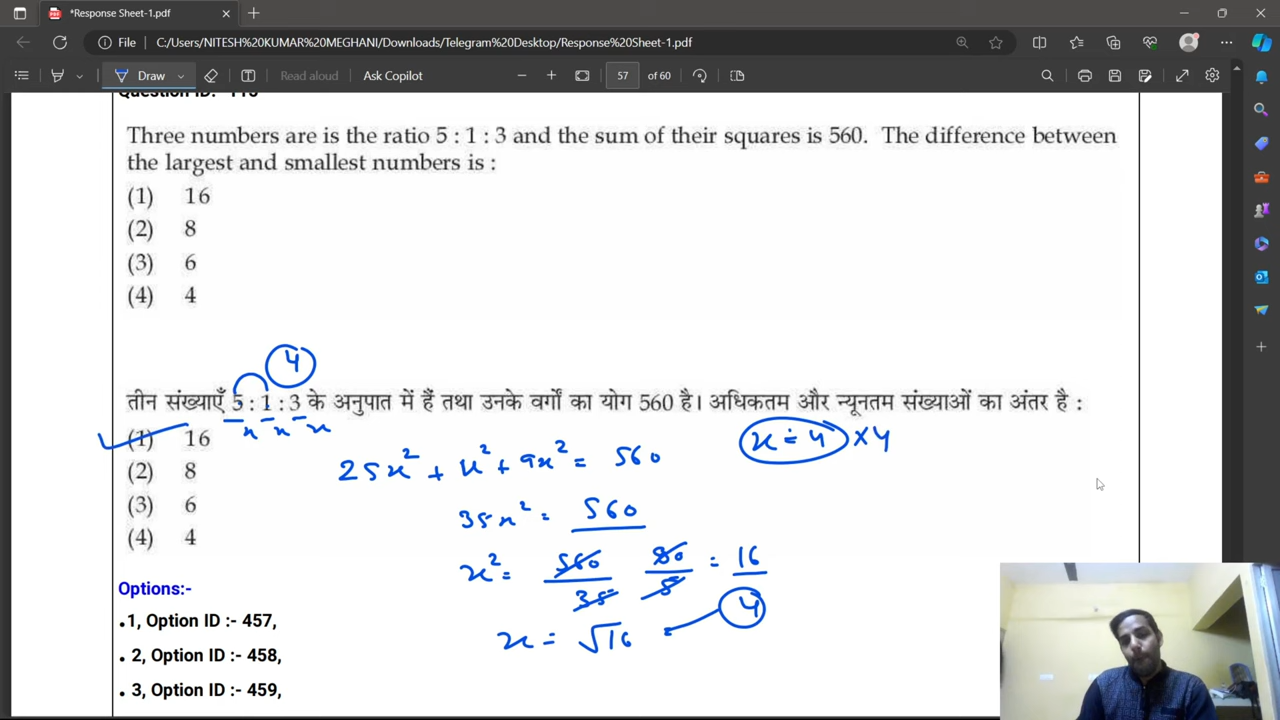 *Response Sheet-1.pdf
File C:/Users/NITESH%20KUMAR%20MEGHANI/Downloads/Telegram%20Desktop/Response%20Sheet-1.pdf
Draw Read aloud Ask Copilot 57 of 60
Three numbers are is the ratio 5 : 1 : 3 and the sum of their squares is 560. The difference between
the largest and smallest numbers is :
(1) 16
(2) 8
(3) 6
(4) 4
4
तीन संख्याएँ 5 : 1 : 3 के अनुपात में हैं तथा उनके वर्गों का योग 560 है। अधिकतम और न्यूनतम संख्याओं का अंतर है :
x x x
(1) 16
x = 4 ×4
25x² + x² + 9x² = 560
(2) 8
(3) 6
35x² = 560
(4) 4
x² = 560/35 80/5 = 16
Options:-
.1, Option ID :- 457,
x = √16 4
. 2, Option ID :- 458,
. 3, Option ID :- 459,